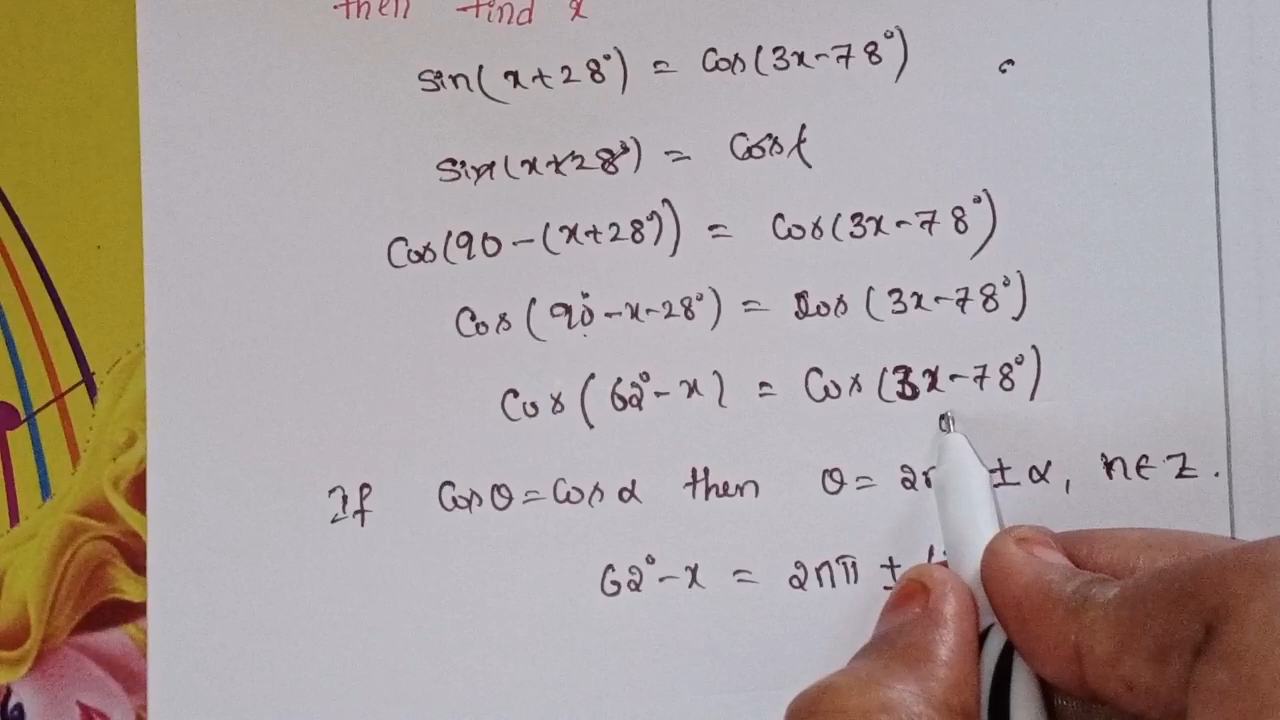 then find x
sin(x+28°) = cos(3x-78°)
sin(x+28°) = cos
cos(90-(x+28°)) = cos(3x-78°)
cos(90°-x-28°) = cos(3x-78°)
cos(62°-x) = cos(3x-78°)
If cosθ=cosα then θ= 2n ±α, n∈Z.
62°-x = 2nπ ±